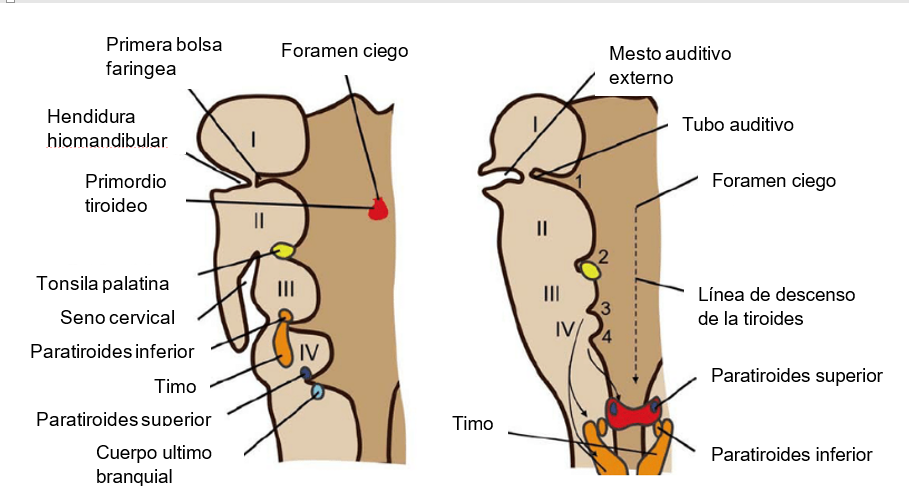 Primera bolsa
faringea
Foramen ciego
Hendidura
hiomandibular
Primordio
tiroideo
Tonsila palatina
Seno cervical
Paratiroides inferior
Timo
Paratiroides superior
Cuerpo ultimo
branquial
I
II
III
IV
Mesto auditivo
externo
Tubo auditivo
Foramen ciego
Línea de descenso
de la tiroides
Paratiroides superior
Timo
Paratiroides inferior
I
1
II
2
III
3
IV
4